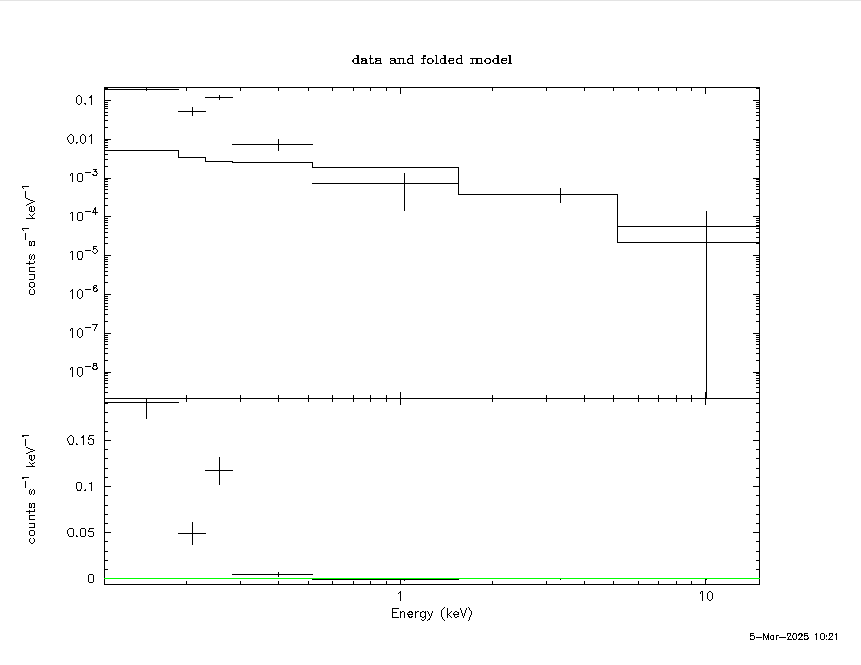 data and folded model
counts s⁻¹ keV⁻¹
0.1
0.01
10⁻³
10⁻⁴
10⁻⁵
10⁻⁶
10⁻⁷
10⁻⁸
counts s⁻¹ keV⁻¹
0.15
0.1
0.05
0
1 10
Energy (keV)
5-Mar-2025 10:21